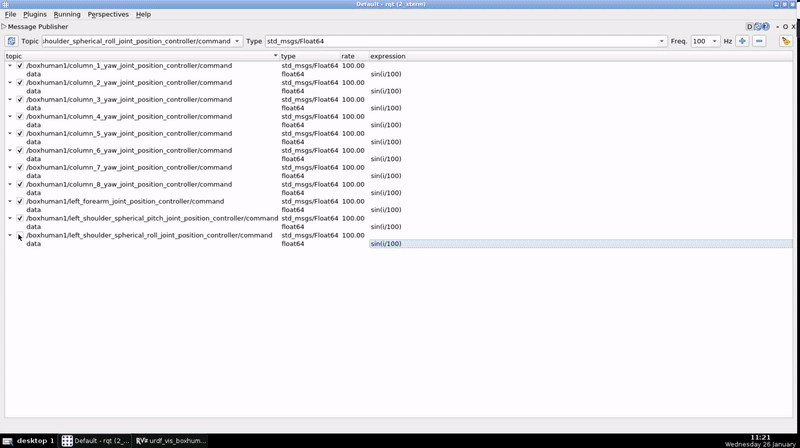 Default - rqt (2_sterm)
File Plugins Running Perspectives Help
Message Publisher
Topic shoulder_spherical_roll_joint_position_controller/command Type std_msgs/Float64 Freq. 100 Hz
topic type rate expression
/boxhuman1/column_1_yaw_joint_position_controller/command std_msgs/Float64 100.00
data float64 sin(i/100)
/boxhuman1/column_2_yaw_joint_position_controller/command std_msgs/Float64 100.00
data float64 sin(i/100)
/boxhuman1/column_3_yaw_joint_position_controller/command std_msgs/Float64 100.00
data float64 sin(i/100)
/boxhuman1/column_4_yaw_joint_position_controller/command std_msgs/Float64 100.00
data float64 sin(i/100)
/boxhuman1/column_5_yaw_joint_position_controller/command std_msgs/Float64 100.00
data float64 sin(i/100)
/boxhuman1/column_6_yaw_joint_position_controller/command std_msgs/Float64 100.00
data float64 sin(i/100)
/boxhuman1/column_7_yaw_joint_position_controller/command std_msgs/Float64 100.00
data float64 sin(i/100)
/boxhuman1/column_8_yaw_joint_position_controller/command std_msgs/Float64 100.00
data float64 sin(i/100)
/boxhuman1/left_forearm_joint_position_controller/command std_msgs/Float64 100.00
data float64 sin(i/100)
/boxhuman1/left_shoulder_spherical_pitch_joint_position_controller/command std_msgs/Float64 100.00
data float64 sin(i/100)
/boxhuman1/left_shoulder_spherical_roll_joint_position_controller/command std_msgs/Float64 100.00
data float64 sin(i/100)
desktop 1 Default - rqt (2_... urdf_vis_boxhum... 11:21
Wednesday 26 January